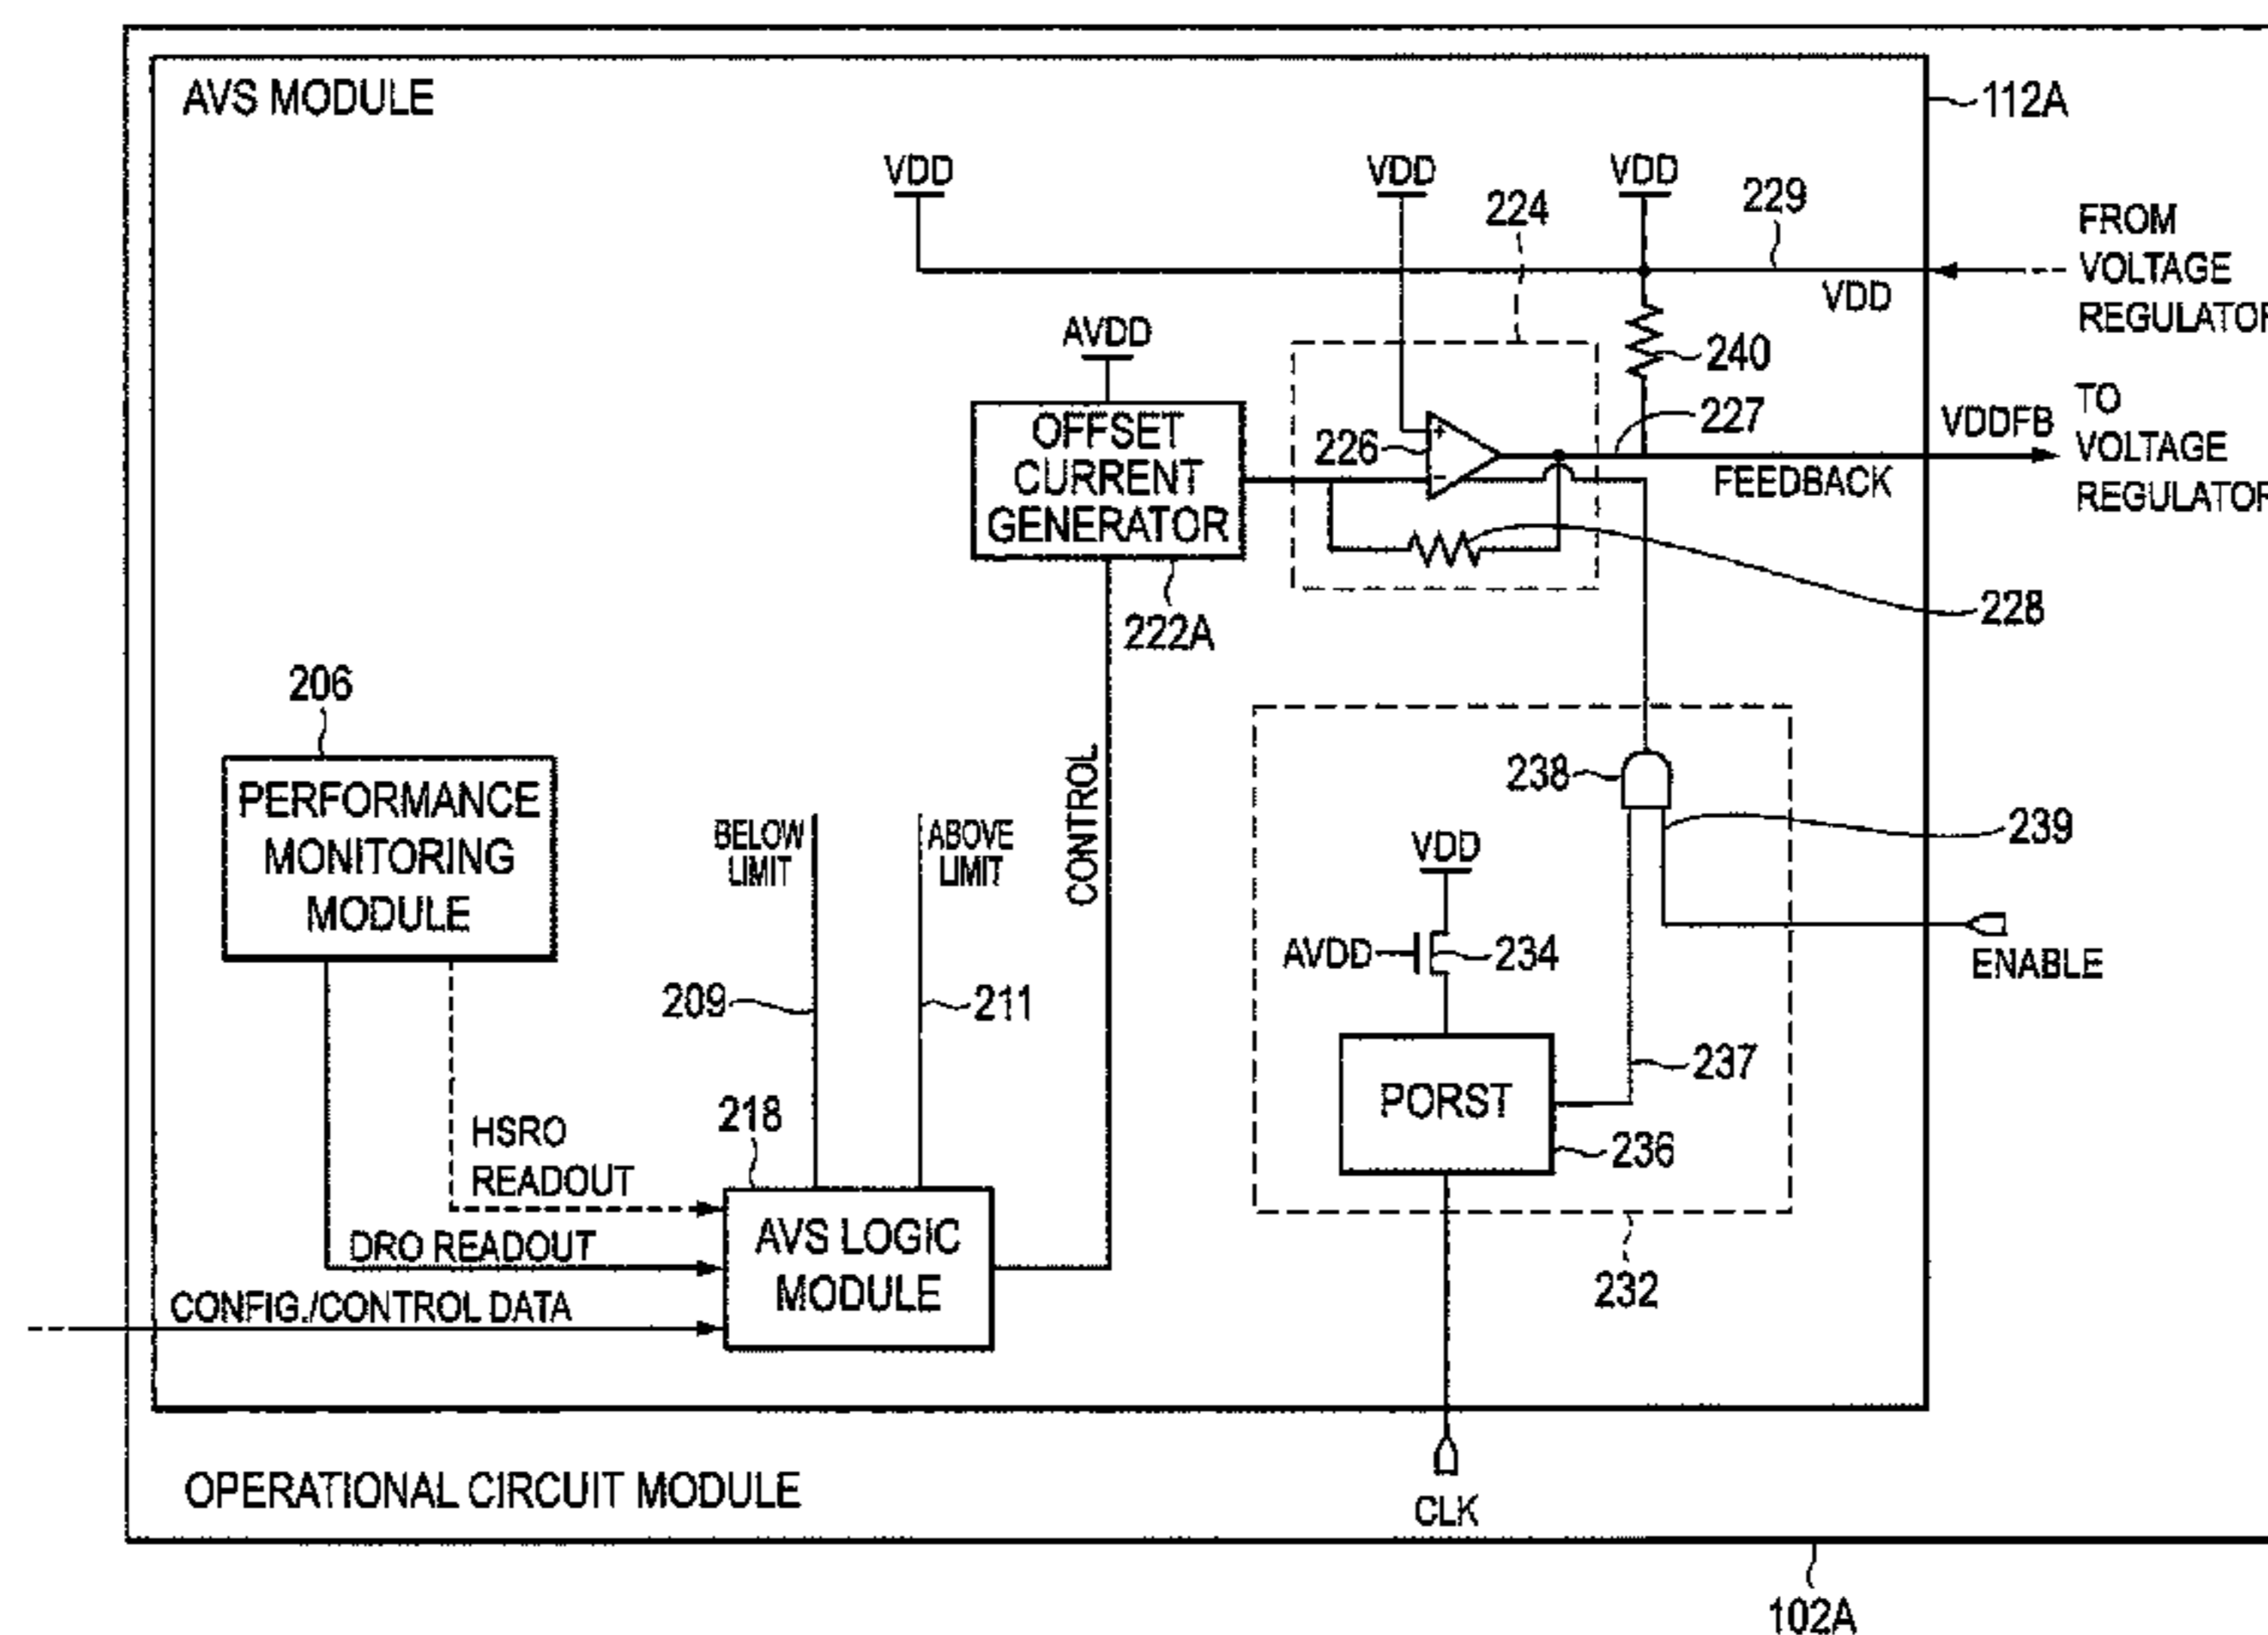 AVS MODULE
112A
VDD
VDD
VDD
224
229
FROM
VOLTAGE
REGULATOR
VDD
AVDD
240
OFFSET
CURRENT
GENERATOR
226
+
-
227
VDDFB
TO
VOLTAGE
REGULATOR
FEEDBACK
222A
228
206
PERFORMANCE
MONITORING
MODULE
BELOW
LIMIT
ABOVE
LIMIT
CONTROL
238
239
VDD
209
211
AVDD
234
ENABLE
237
PORST
236
HSRO
READOUT
218
DRO READOUT
AVS LOGIC
MODULE
CONFIG./CONTROL DATA
232
OPERATIONAL CIRCUIT MODULE
CLK
102A